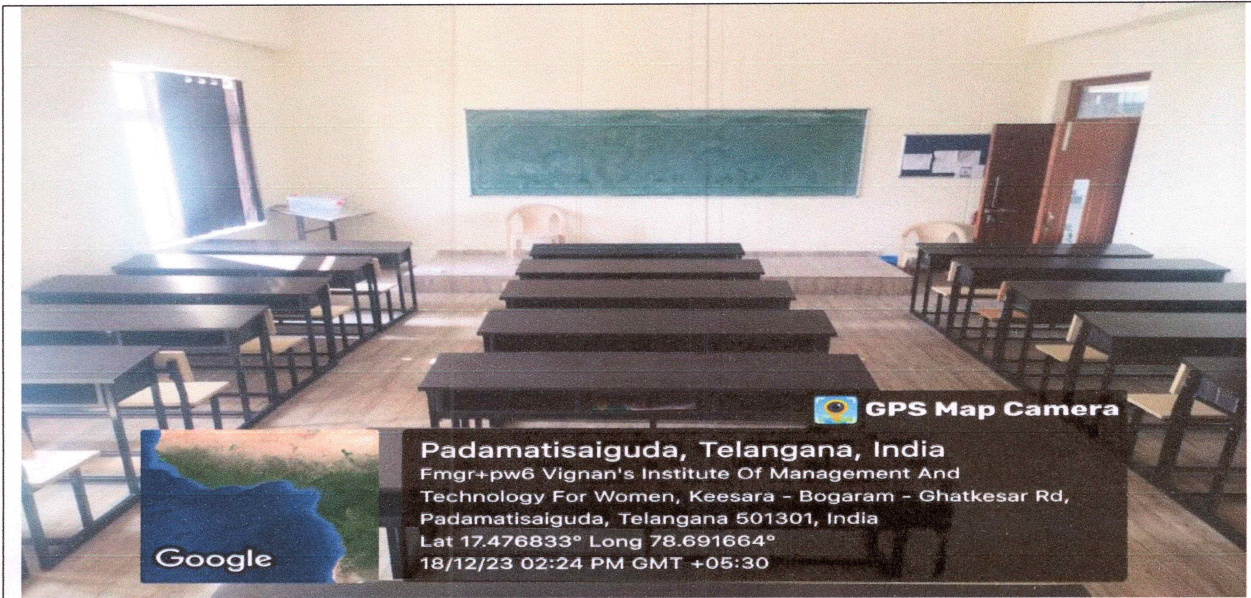 GPS Map Camera
Padamatisaiguda, Telangana, India
Fmgr+pw6 Vignan's Institute Of Management And
Technology For Women, Keesara - Bogaram - Ghatkesar Rd,
Padamatisaiguda, Telangana 501301, India
Lat 17.476833° Long 78.691664°
18/12/23 02:24 PM GMT +05:30
Google